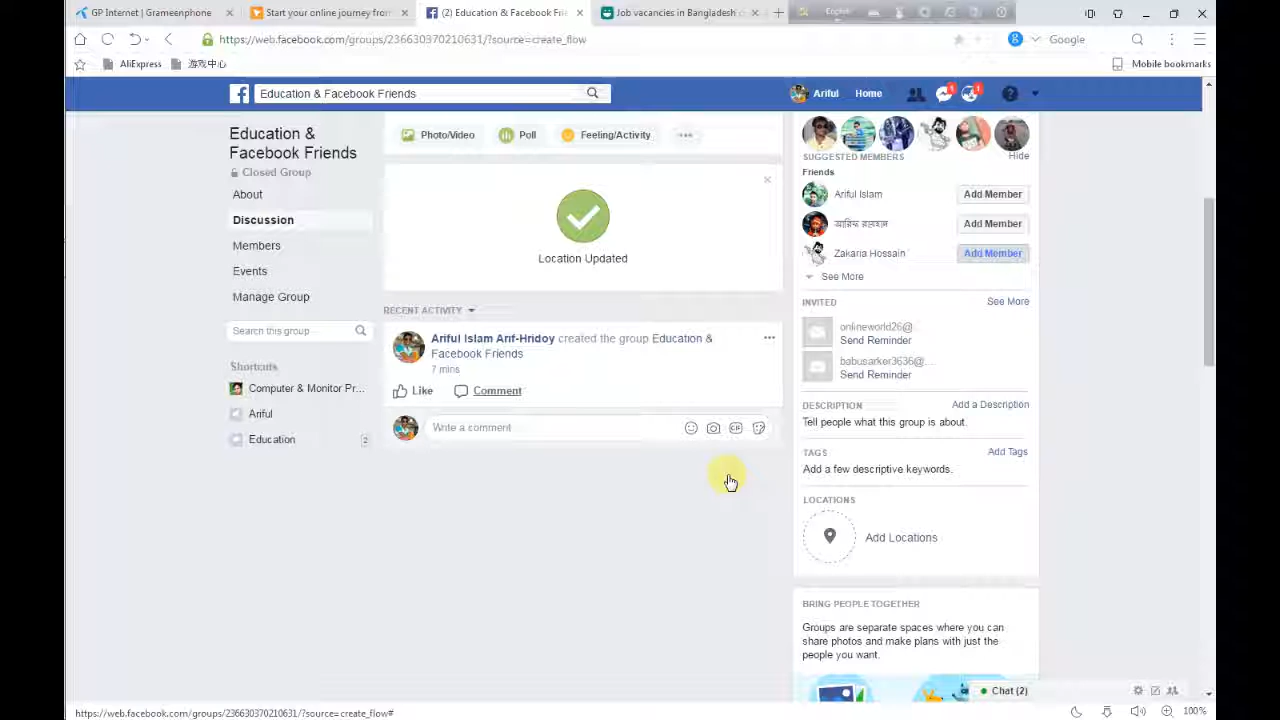 GP Internet | Grameenphone
Start your online journey from
(2) Education & Facebook Frie
Job vacancies in Bangladesh
English
https://web.facebook.com/groups/236630370210631/?source=create_flow
Google
AliExpress
游戏中心
Mobile bookmarks
Education & Facebook Friends
Ariful
Home
Education &
Facebook Friends
Closed Group
About
Discussion
Members
Events
Manage Group
Search this group
Shortcuts
Computer & Monitor Pr...
Ariful
Education 2
Photo/Video
Poll
Feeling/Activity
Location Updated
RECENT ACTIVITY
Ariful Islam Arif-Hridoy created the group Education &
Facebook Friends
7 mins
Like
Comment
Write a comment
GIF
SUGGESTED MEMBERS
Hide
Friends
Ariful Islam
Add Member
Add Member
Zakaria Hossain
Add Member
See More
INVITED
See More
onlineworld26@
Send Reminder
babusarker3636@...
Send Reminder
DESCRIPTION
Add a Description
Tell people what this group is about.
TAGS
Add Tags
Add a few descriptive keywords.
LOCATIONS
Add Locations
BRING PEOPLE TOGETHER
Groups are separate spaces where you can
share photos and make plans with just the
people you want.
Chat (2)
https://web.facebook.com/groups/236630370210631/?source=create_flow#
100%